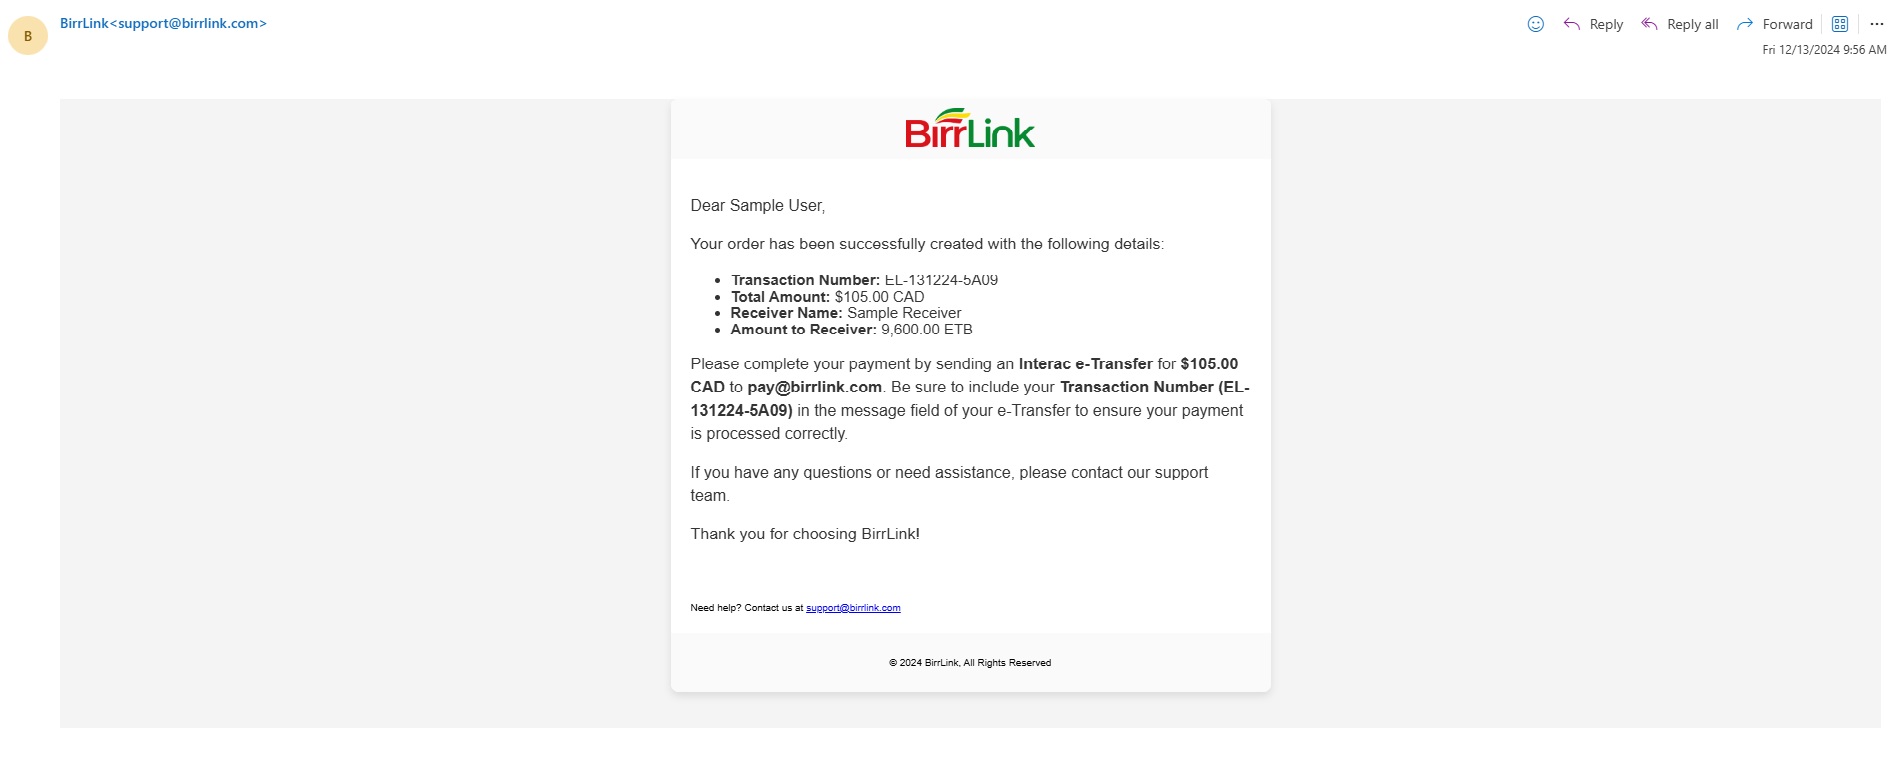 B
BirrLink<support@birrlink.com>
Reply
Reply all
Forward
Fri 12/13/2024 9:56 AM
BirrLink
Dear Sample User,
Your order has been successfully created with the following details:
• Transaction Number: EL-131224-5A09
• Total Amount: $105.00 CAD
• Receiver Name: Sample Receiver
• Amount to Receiver: 9,600.00 ETB
Please complete your payment by sending an Interac e-Transfer for $105.00
CAD to pay@birrlink.com. Be sure to include your Transaction Number (EL-
131224-5A09) in the message field of your e-Transfer to ensure your payment
is processed correctly.
If you have any questions or need assistance, please contact our support
team.
Thank you for choosing BirrLink!
Need help? Contact us at support@birrlink.com
© 2024 BirrLink, All Rights Reserved